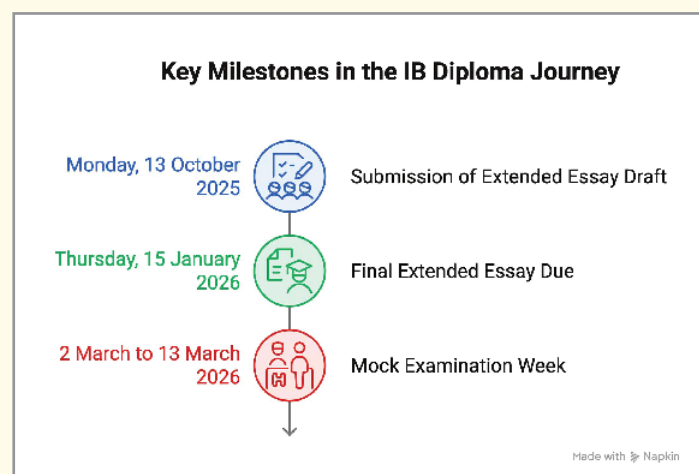 Key Milestones in the IB Diploma Journey
Monday, 13 October
2025
Submission of Extended Essay Draft
Thursday, 15 January
2026
Final Extended Essay Due
2 March to 13 March
2026
Mock Examination Week
Made with Napkin